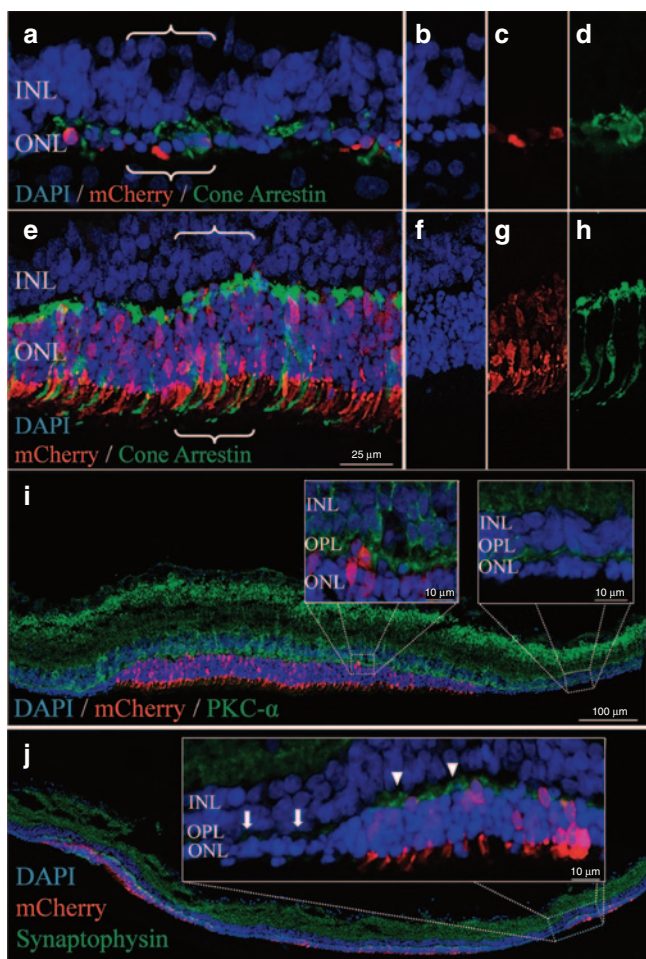 a
b
c
d
INL
ONL
DAPI / mCherry / Cone Arrestin
e
f
g
h
INL
ONL
DAPI
mCherry / Cone Arrestin
25 µm
i
INL
OPL
ONL
10 µm
INL
OPL
ONL
10 µm
DAPI / mCherry / PKC-α
100 µm
j
INL
OPL
ONL
10 µm
DAPI
mCherry
Synaptophysin